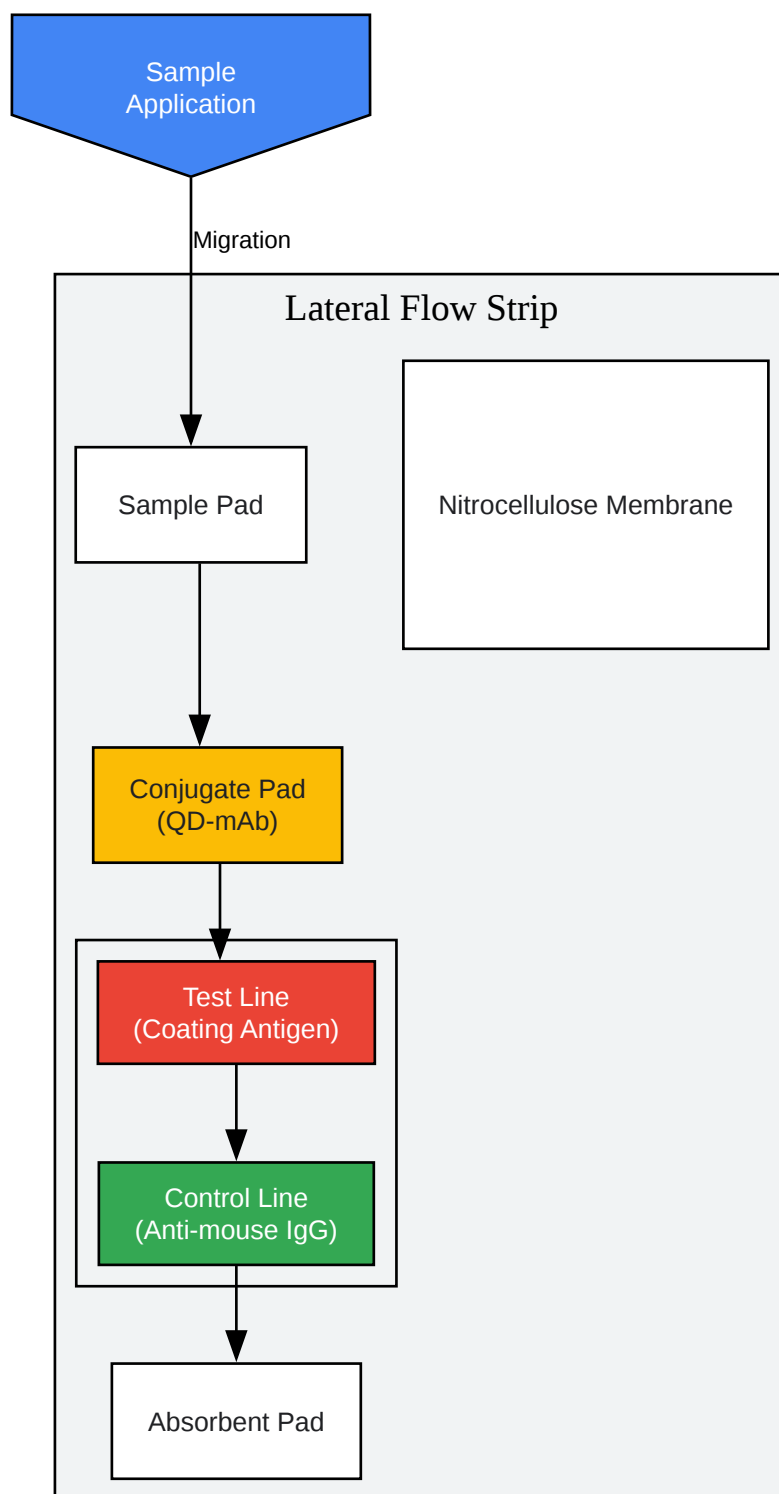 Sample
Application
Migration
Lateral Flow Strip
Sample Pad
Nitrocellulose Membrane
Conjugate Pad
(QD-mAb)
Test Line
(Coating Antigen)
Control Line
(Anti-mouse IgG)
Absorbent Pad